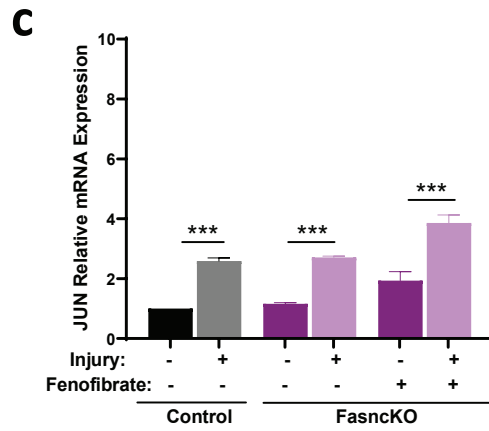 C
JUN Relative mRNA Expression
10
8
6
4
2
0
*** *** ***
Injury: - + - + - +
Fenofibrate: - - - - + +
Control FasncKO